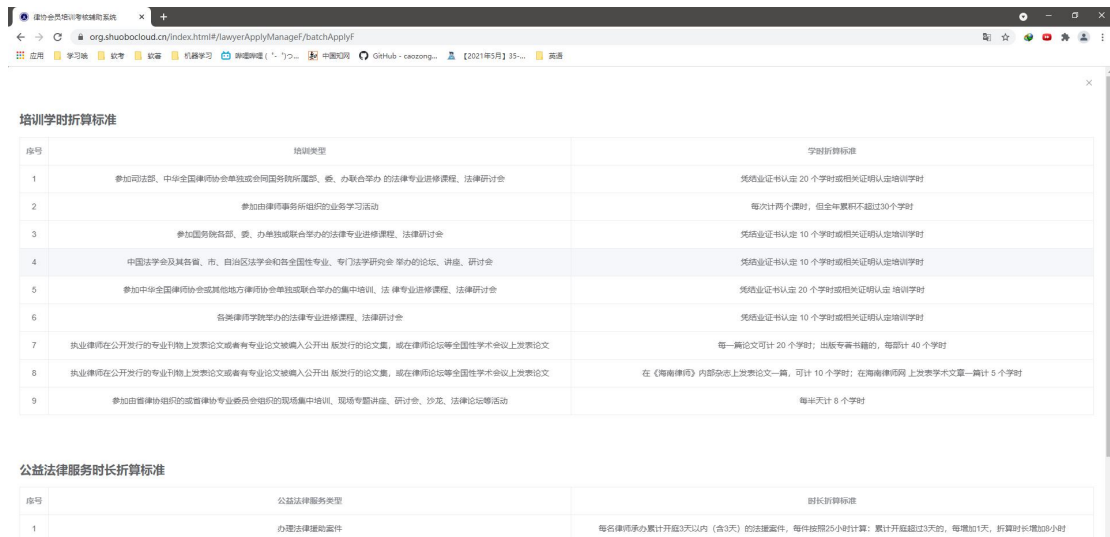 律协会员培训考核辅助系统
org.shuobocloud.cn/index.html#/lawyerApplyManageF/batchApplyF
应用 学习账 软考 软著 机器学习 哔哩哔哩 ( ゜- ゜)つ... 中国知网 GitHub - caozong... 【2021年5月】35-... 英语
培训学时折算标准
序号 培训类型 学时折算标准
1 参加司法部、中华全国律师协会单独或会同国务院所属部、委、办联合举办 的法律专业进修课程、法律研讨会 凭结业证书认定 20 个学时或相关证明认定培训学时
2 参加由律师事务所组织的业务学习活动 每次计两个课时，但全年累积不超过30个学时
3 参加国务院各部、委、办单独或联合举办的法律专业进修课程、法律研讨会 凭结业证书认定 10 个学时或相关证明认定培训学时
4 中国法学会及其各省、市、自治区法学会和各全国性专业、专门法学研究会 举办的论坛、讲座、研讨会 凭结业证书认定 10 个学时或相关证明认定培训学时
5 参加中华全国律师协会或其他地方律师协会单独或联合举办的集中培训、法 律专业进修课程、法律研讨会 凭结业证书认定 20 个学时或相关证明认定 培训学时
6 各类律师学院举办的法律专业进修课程、法律研讨会 凭结业证书认定 10 个学时或相关证明认定培训学时
7 执业律师在公开发行的专业刊物上发表论文或者有专业论文被编入公开出 版发行的论文集，或在律师论坛等全国性学术会议上发表论文 每一篇论文可计 20 个学时；出版专著书籍的，每部计 40 个学时
8 执业律师在公开发行的专业刊物上发表论文或者有专业论文被编入公开出 版发行的论文集，或在律师论坛等全国性学术会议上发表论文 在《海南律师》内部杂志上发表论文一篇，可计 10 个学时；在海南律师网 上发表学术文章一篇计 5 个学时
9 参加由省律协组织的或省律协专业委员会组织的现场集中培训、现场专题讲座、研讨会、沙龙、法律论坛等活动 每半天计 8 个学时
公益法律服务时长折算标准
序号 公益法律服务类型 时长折算标准
1 办理法律援助案件 每名律师承办累计开庭3天以内（含3天）的法援案件，每件按照25小时计算；累计开庭超过3天的，每增加1天，折算时长增加8小时